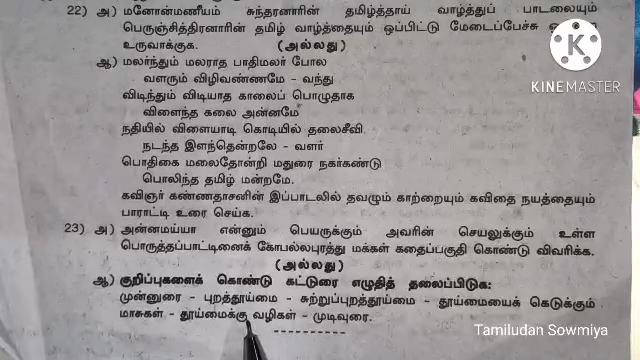 22) அ) மனோன்மணியம் சுந்தரனாரின் தமிழ்த்தாய் வாழ்த்துப் பாடலையும்
பெருஞ்சித்திரனாரின் தமிழ் வாழ்த்தையும் ஒப்பிட்டு மேடைப்பேச்சு
உருவாக்குக. (அல்லது)
ஆ) மலர்ந்தும் மலராத பாதிமலர் போல
வளரும் விழிவண்ணமே – வந்து
விடிந்தும் விடியாத காலைப் பொழுதாக
விளைந்த கலை அன்னமே
நதியில் விளையாடி கொடியில் தலைசீவி
நடந்த இளந்தென்றலே – வளர்
பொதிகை மலைதோன்றி மதுரை நகர்கண்டு
பொலிந்த தமிழ் மன்றமே.
கவிஞர் கண்ணதாசனின் இப்பாடலில் தவழும் காற்றையும் கவிதை நயத்தையும்
பாராட்டி உரை செய்க.
23) அ) அன்னமய்யா என்னும் பெயருக்கும் அவரின் செயலுக்கும் உள்ள
பொருத்தப்பாட்டினைக் கோபல்லபுரத்து மக்கள் கதைப்பகுதி கொண்டு விவரிக்க.
(அல்லது)
ஆ) குறிப்புகளைக் கொண்டு கட்டுரை எழுதித் தலைப்பிடுக:
முன்னுரை – புறத்தூய்மை – சுற்றுப்புறத்தூய்மை – தூய்மையைக் கெடுக்கும்
மாசுகள் – தூய்மைக்கு வழிகள் – முடிவுரை.
K
KINEMASTER
Tamiludan Sowmiya